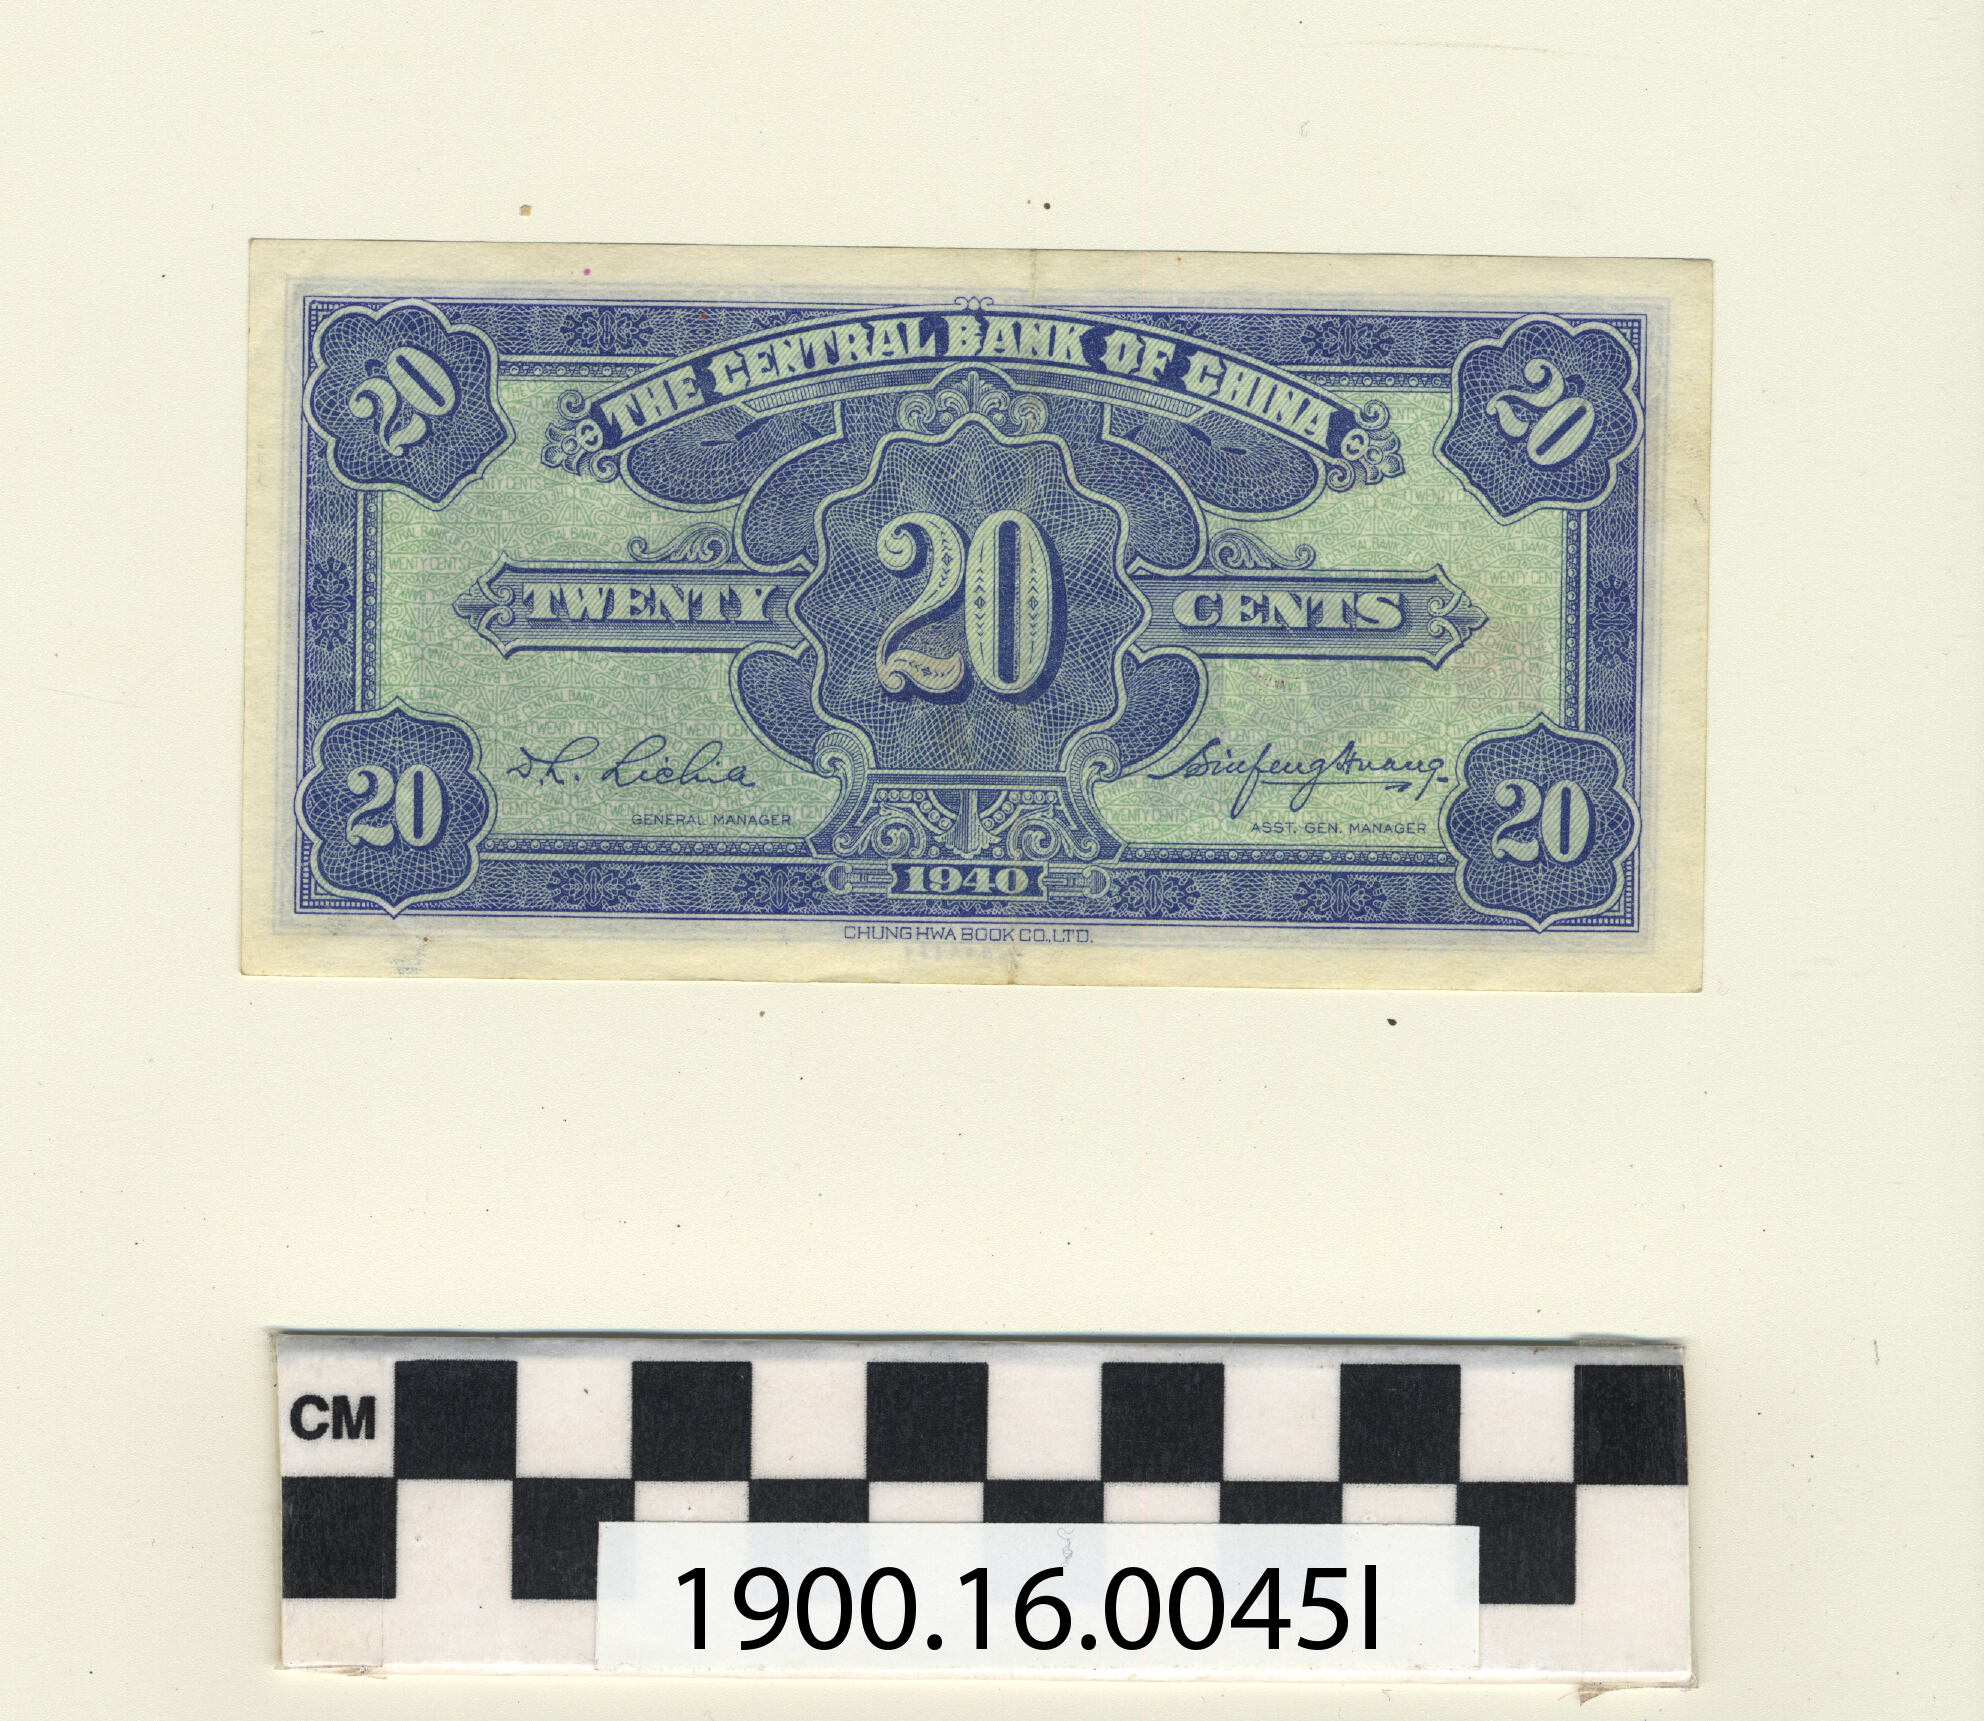 THE CENTRAL BANK OF CHINA
20
20
TWENTY
20
CENTS
GENERAL MANAGER
ASST. GEN. MANAGER
20
20
1940
CHUNG HWA BOOK CO., LTD.
CM
1900.16.0045l